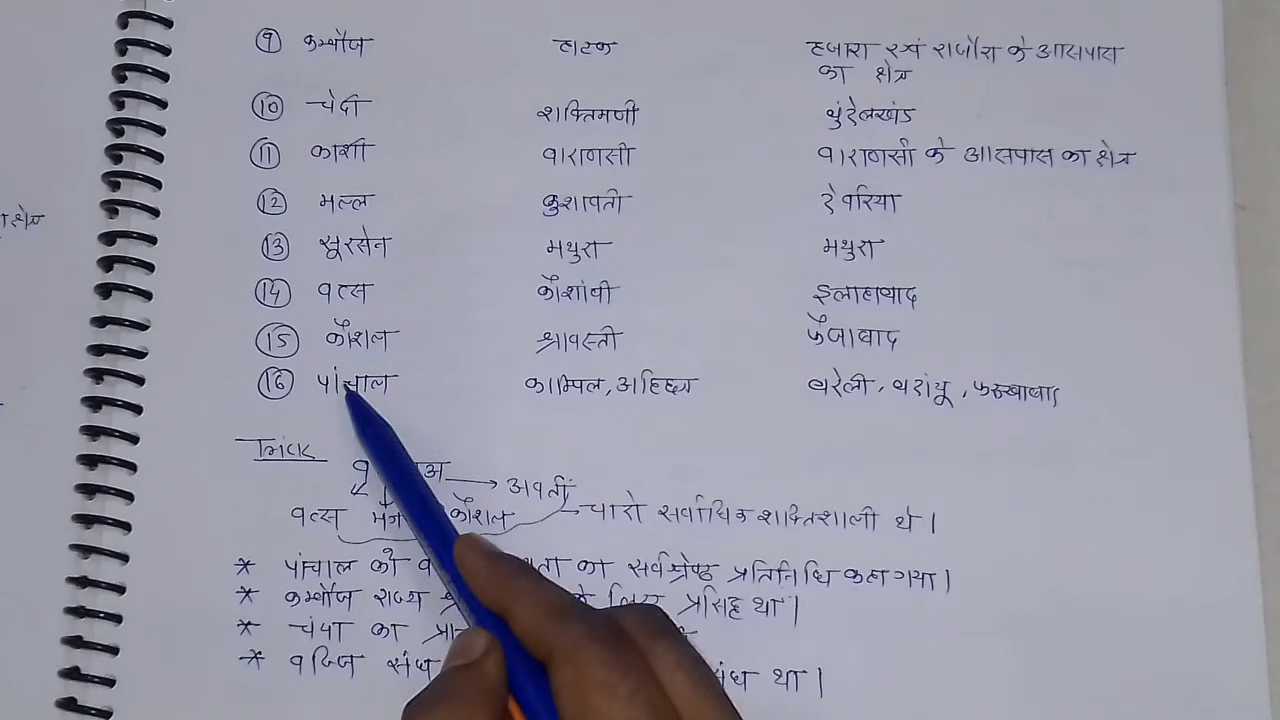 क्षेत्र
⑨ कम्बौज हाटक हजारा एवं राजौरा के आसपास
का क्षेत्र
⑩ चेदी शक्तिमणी बुंदेलखंड
⑪ काशी वाराणसी वाराणसी के आसपास का क्षेत्र
⑫ मल्ल कुशावती देवरिया
⑬ सूरसेन मथुरा मथुरा
⑭ वत्स कौशांबी इलाहाबाद
⑮ कौशल श्रावस्ती फैजाबाद
⑯ पांचाल काम्पिल, अहिछत्र बरेली, बदायू, फरुखाबाद
Trick
अ → अवंती
वत्स कौशल → चारो सर्वाधिक शक्तिशाली थे।
* पांचाल को का सर्वश्रेष्ठ प्रतिनिधि कहा गया।
* कम्बौज राज्य के लिए प्रसिद्ध था।
* चंपा का
* वज्जि संघ संघ था।